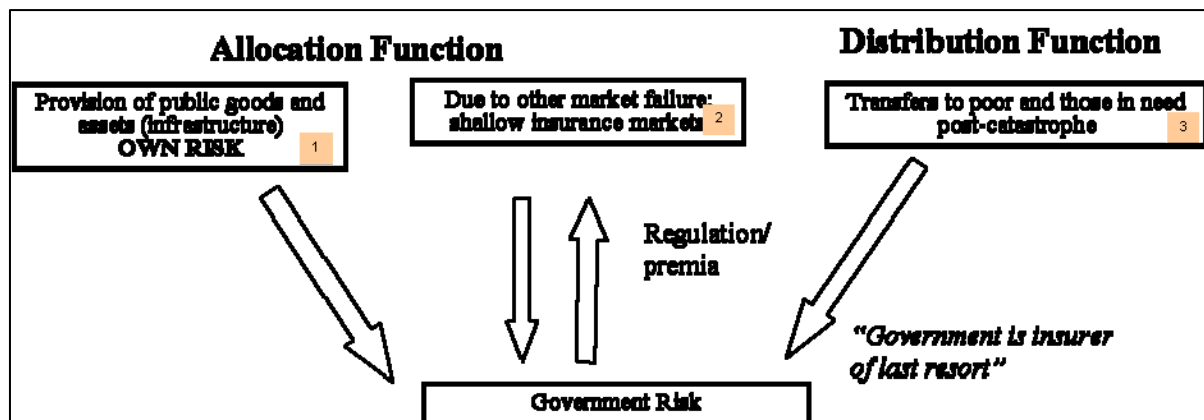 Allocation Function
Distribution Function
Provision of public goods and
assets (infrastructure)
OWN RISK
1
Due to other market failure:
shallow insurance markets
2
Transfers to poor and those in need
post-catastrophe
3
Regulation/
premia
"Government is insurer
of last resort"
Government Risk